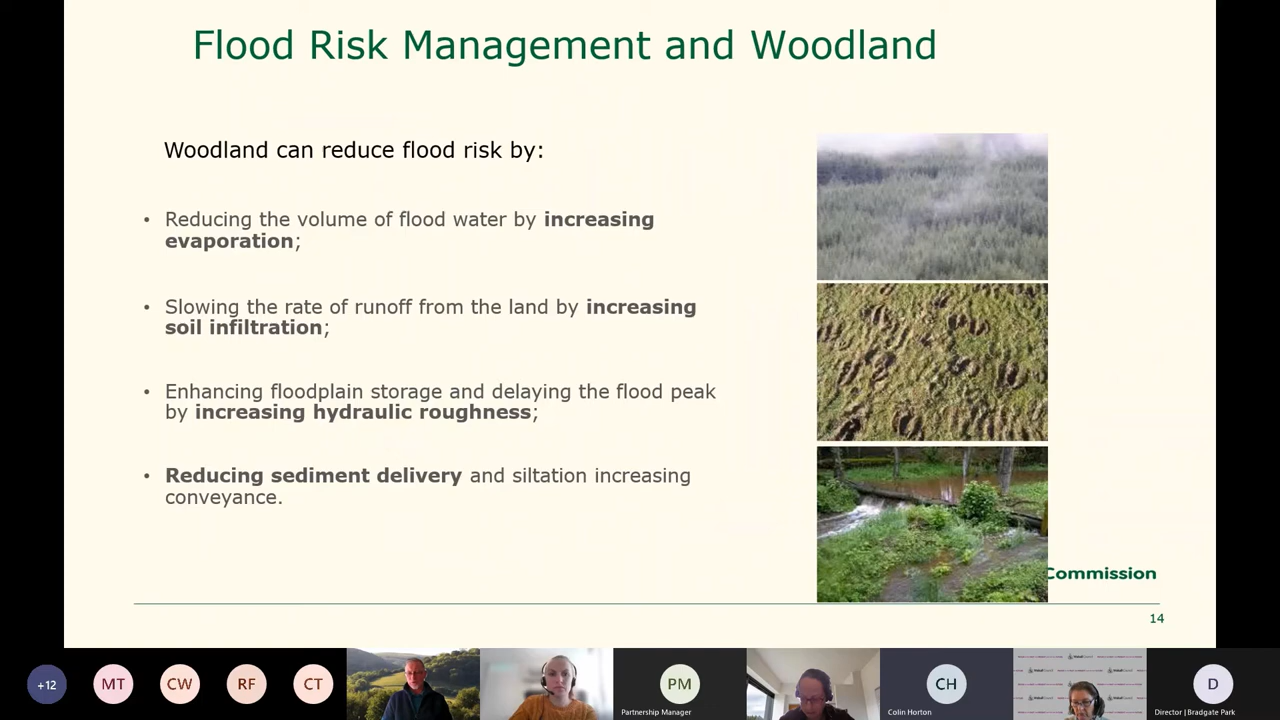 Flood Risk Management and Woodland
Woodland can reduce flood risk by:
• Reducing the volume of flood water by increasing
evaporation;
• Slowing the rate of runoff from the land by increasing
soil infiltration;
• Enhancing floodplain storage and delaying the flood peak
by increasing hydraulic roughness;
• Reducing sediment delivery and siltation increasing
conveyance.
Commission
14
+12
MT
CW
RF
CT
PM
Partnership Manager
CH
Colin Horton
D
Director | Bradgate Park